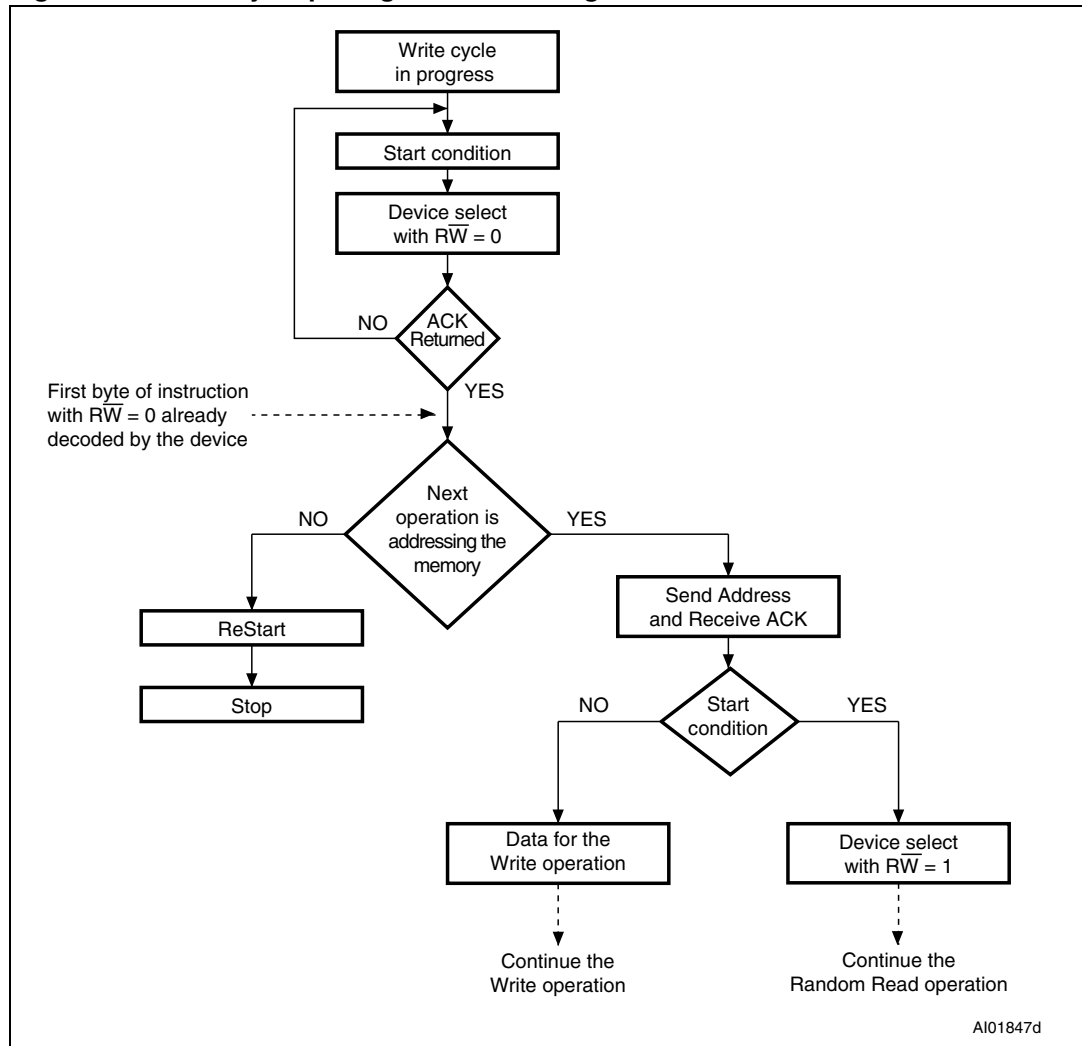 Write cycle
in progress
Start condition
Device select
with RW̅ = 0
ACK
Returned
NO
YES
First byte of instruction
with RW̅ = 0 already
decoded by the device
Next
operation is
addressing the
memory
NO
YES
Send Address
and Receive ACK
ReStart
Stop
Start
condition
NO
YES
Data for the
Write operation
Device select
with RW̅ = 1
Continue the
Write operation
Continue the
Random Read operation
AI01847d